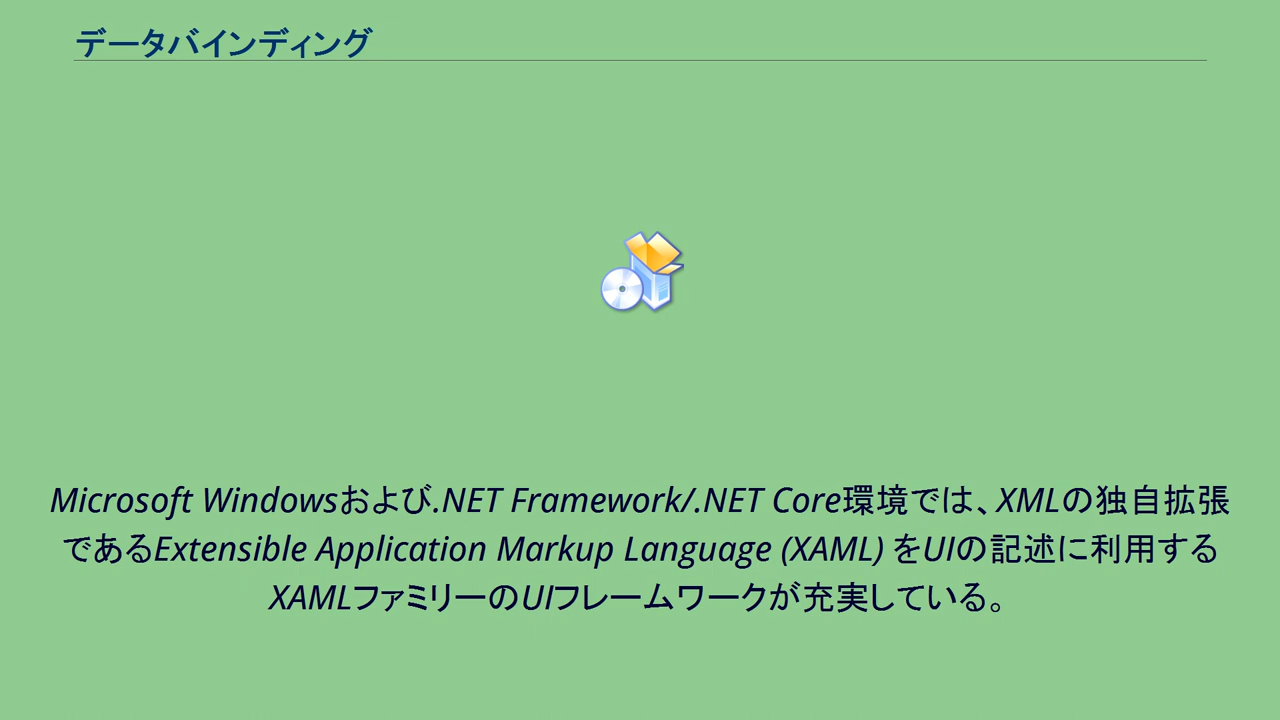 データバインディング
Microsoft Windowsおよび.NET Framework/.NET Core環境では、XMLの独自拡張
であるExtensible Application Markup Language (XAML) をUIの記述に利用する
XAMLファミリーのUIフレームワークが充実している。